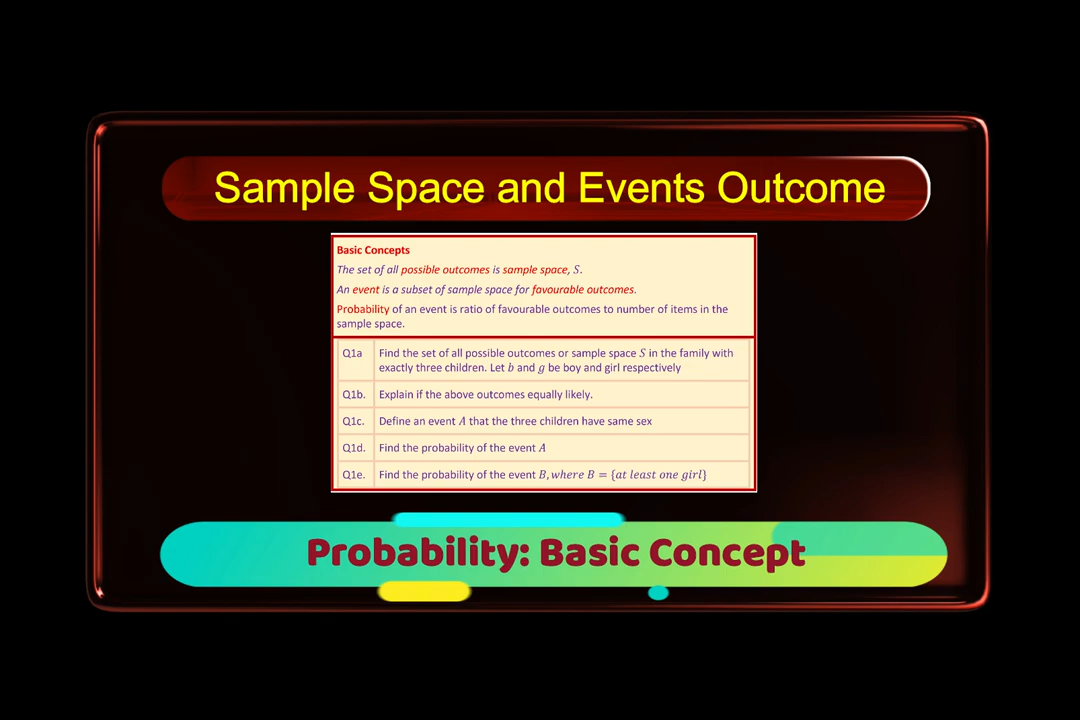 Sample Space and Events Outcome
Basic Concepts
The set of all possible outcomes is sample space, S.
An event is a subset of sample space for favourable outcomes.
Probability of an event is ratio of favourable outcomes to number of items in the
sample space.
Q1a Find the set of all possible outcomes or sample space S in the family with
exactly three children. Let b and g be boy and girl respectively
Q1b. Explain if the above outcomes equally likely.
Q1c. Define an event A that the three children have same sex
Q1d. Find the probability of the event A
Q1e. Find the probability of the event B, where B = {at least one girl}
Probability: Basic Concept